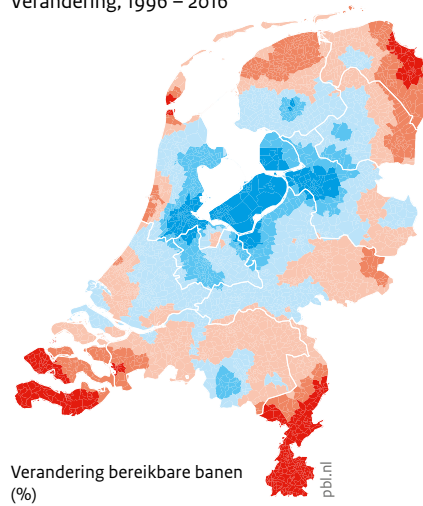 Verandering, 1996 – 2016
Verandering bereikbare banen
(%)
pbl.nl